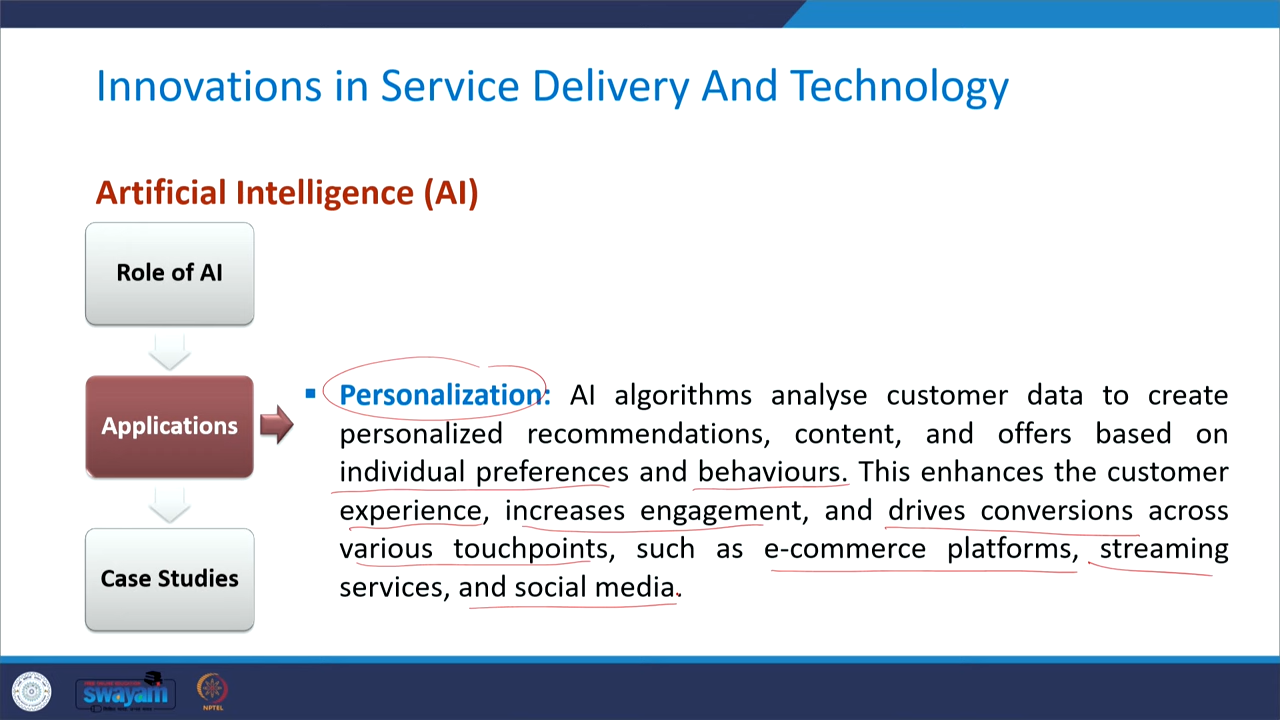 Innovations in Service Delivery And Technology
Artificial Intelligence (AI)
Role of AI
Applications
Case Studies
▪ Personalization: AI algorithms analyse customer data to create
personalized recommendations, content, and offers based on
individual preferences and behaviours. This enhances the customer
experience, increases engagement, and drives conversions across
various touchpoints, such as e-commerce platforms, streaming
services, and social media.
swayam
NPTEL